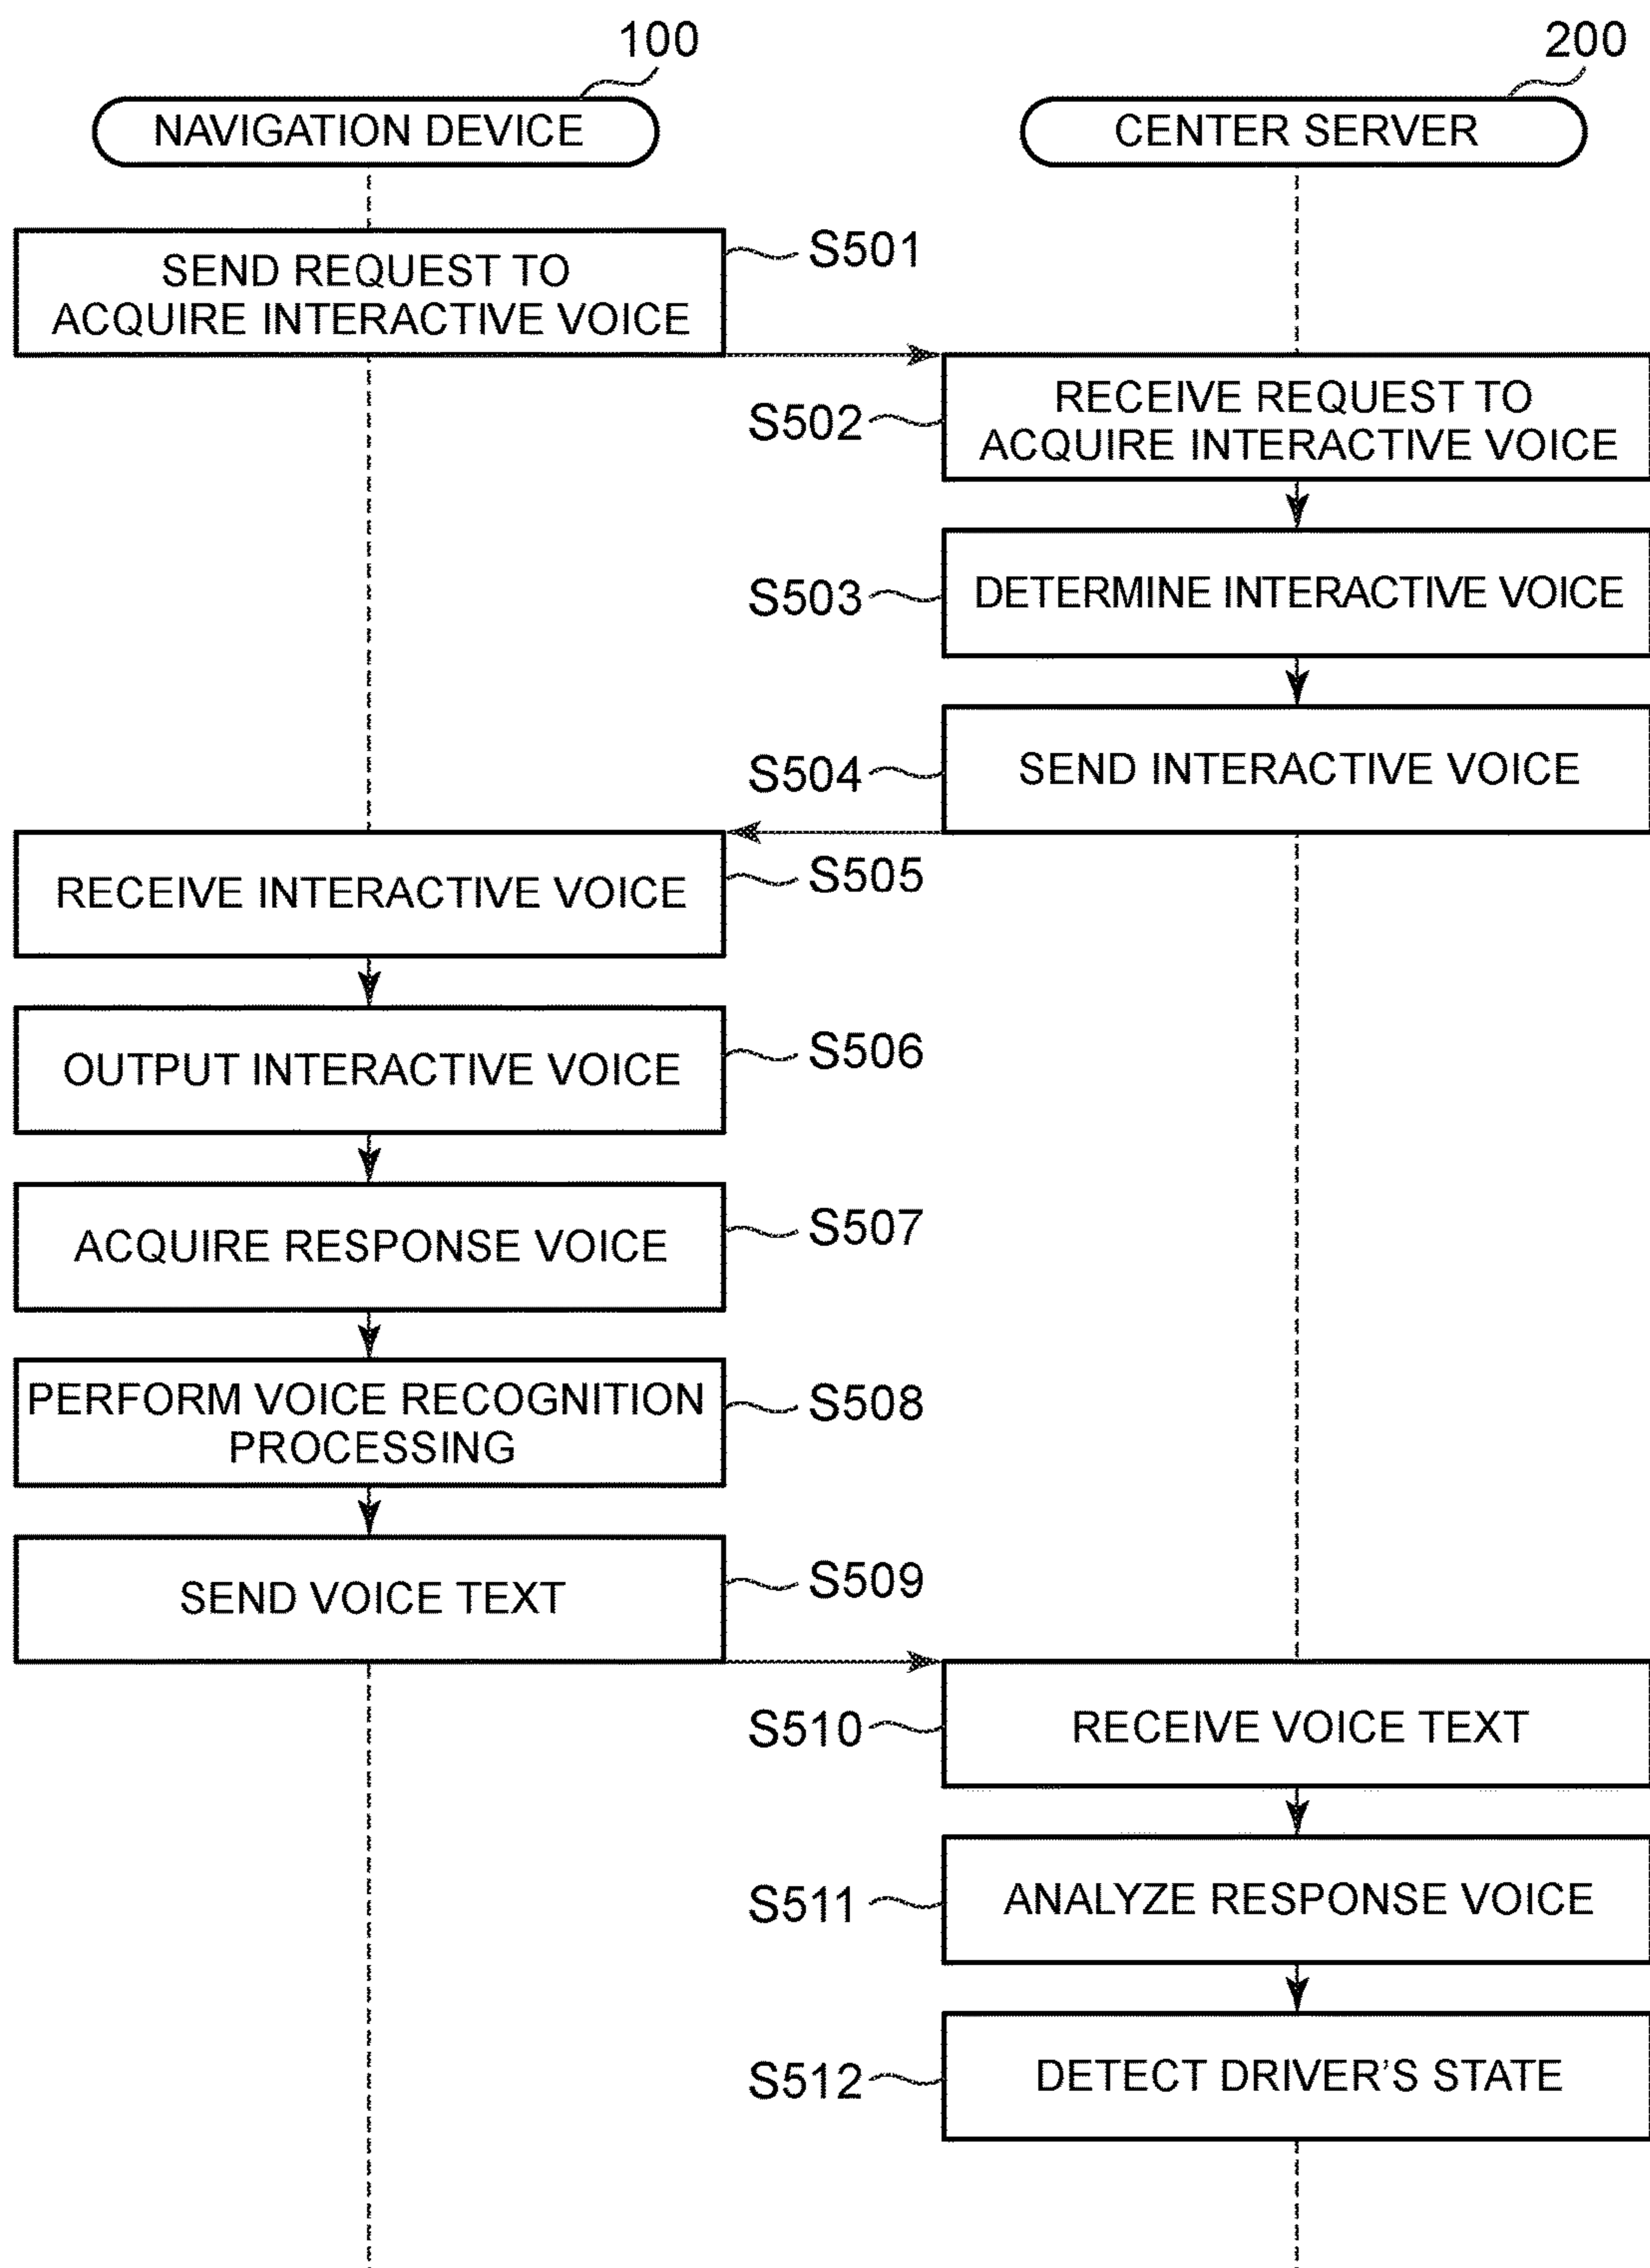 100
200
NAVIGATION DEVICE
CENTER SERVER
SEND REQUEST TO
ACQUIRE INTERACTIVE VOICE
S501
S502
RECEIVE REQUEST TO
ACQUIRE INTERACTIVE VOICE
S503
DETERMINE INTERACTIVE VOICE
S504
SEND INTERACTIVE VOICE
RECEIVE INTERACTIVE VOICE
S505
OUTPUT INTERACTIVE VOICE
S506
ACQUIRE RESPONSE VOICE
S507
PERFORM VOICE RECOGNITION
PROCESSING
S508
SEND VOICE TEXT
S509
S510
RECEIVE VOICE TEXT
S511
ANALYZE RESPONSE VOICE
S512
DETECT DRIVER'S STATE